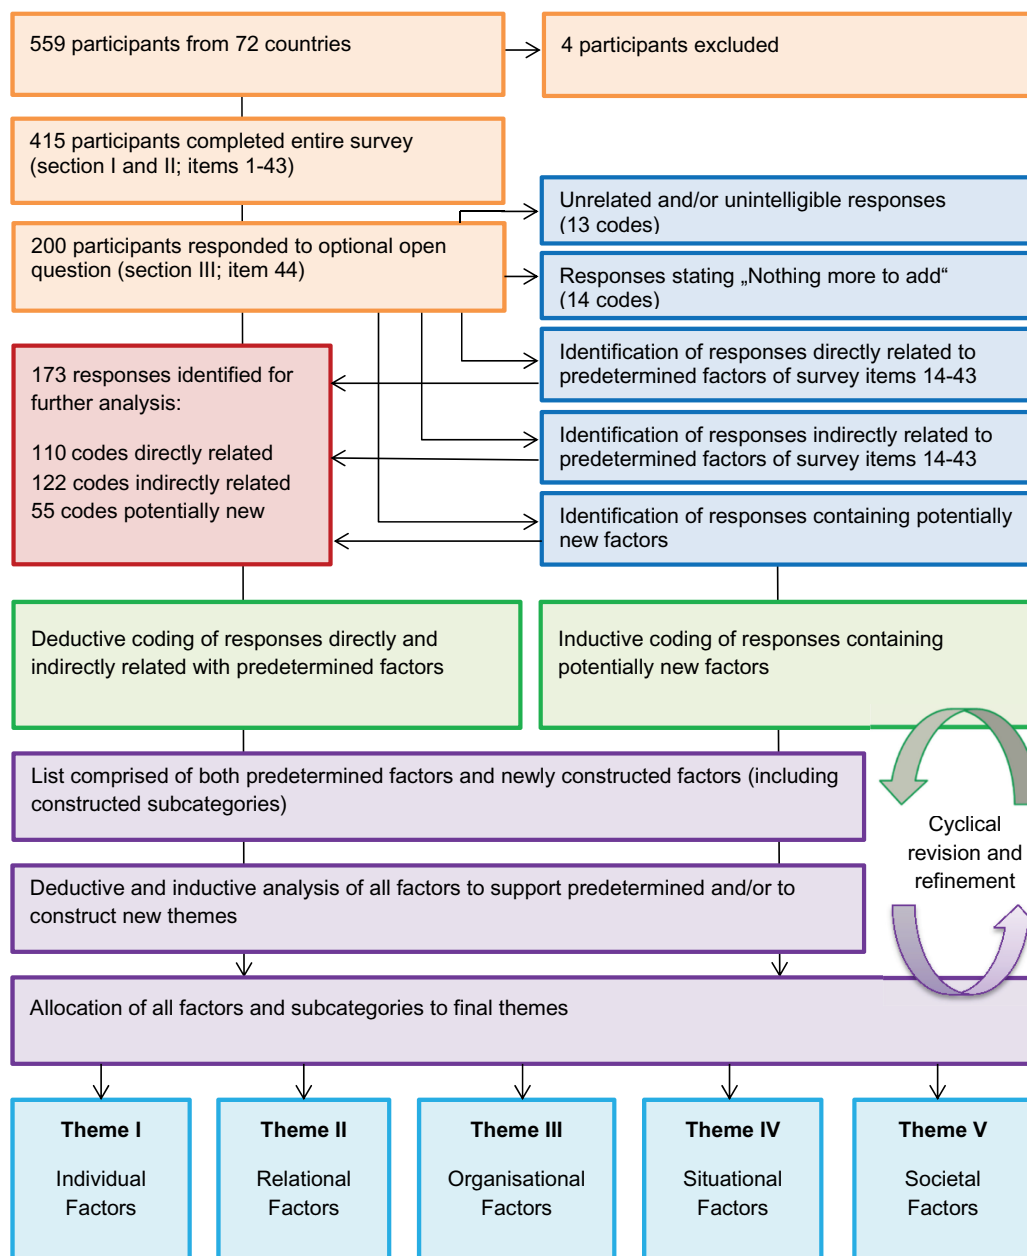 559 participants from 72 countries
4 participants excluded
415 participants completed entire survey
(section I and II; items 1-43)
Unrelated and/or unintelligible responses
(13 codes)
200 participants responded to optional open
question (section III; item 44)
Responses stating „Nothing more to add“
(14 codes)
Identification of responses directly related to
predetermined factors of survey items 14-43
173 responses identified for
further analysis:
110 codes directly related
122 codes indirectly related
55 codes potentially new
Identification of responses indirectly related to
predetermined factors of survey items 14-43
Identification of responses containing potentially
new factors
Deductive coding of responses directly and
indirectly related with predetermined factors
Inductive coding of responses containing
potentially new factors
List comprised of both predetermined factors and newly constructed factors (including
constructed subcategories)
Cyclical
revision and
refinement
Deductive and inductive analysis of all factors to support predetermined and/or to
construct new themes
Allocation of all factors and subcategories to final themes
Theme I
Individual
Factors
Theme II
Relational
Factors
Theme III
Organisational
Factors
Theme IV
Situational
Factors
Theme V
Societal
Factors